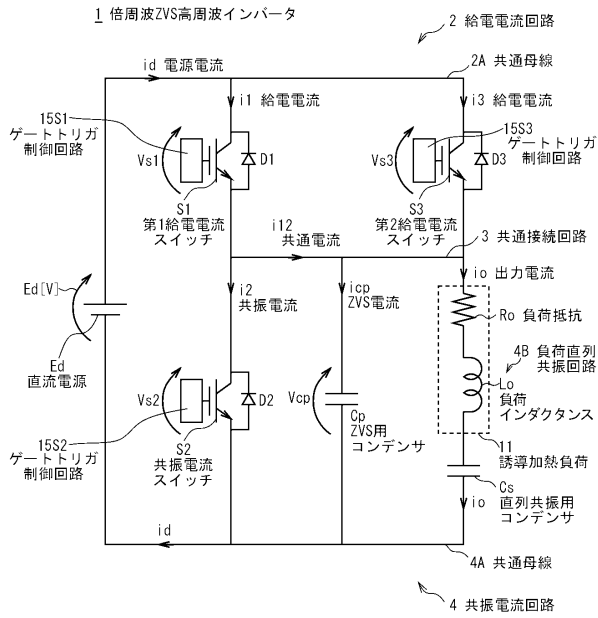 1 倍周波ZVS高周波インバータ
2 給電電流回路
id 電源電流
2A 共通母線
i1 給電電流
i3 給電電流
15S1
ゲートトリガ
制御回路
Vs1
D1
S1
第1給電電流
スイッチ
15S3
ゲートトリガ
制御回路
Vs3
D3
S3
第2給電電流
スイッチ
i12
共通電流
3 共通接続回路
i2
共振電流
icp
ZVS電流
io 出力電流
Ed[V]
Ed
直流電源
Ro 負荷抵抗
4B 負荷直列
共振回路
Lo
負荷
インダクタンス
Vs2
D2
S2
共振電流
スイッチ
15S2
ゲートトリガ
制御回路
Vcp
Cp
ZVS用
コンデンサ
11
誘導加熱負荷
Cs
直列共振用
コンデンサ
io
id
4A 共通母線
4 共振電流回路